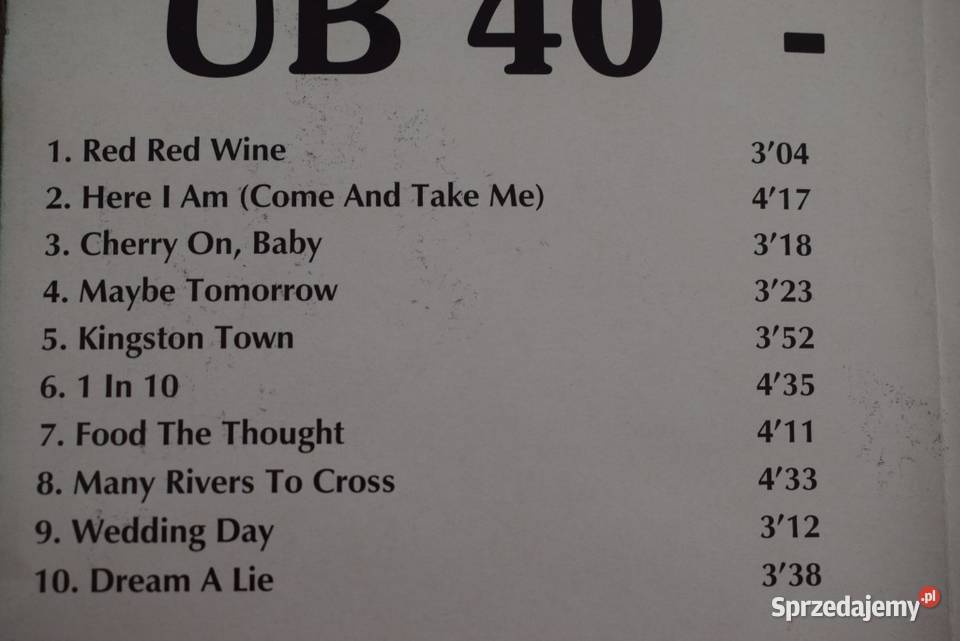 UB 40 -
1. Red Red Wine 3'04
2. Here I Am (Come And Take Me) 4'17
3. Cherry On, Baby 3'18
4. Maybe Tomorrow 3'23
5. Kingston Town 3'52
6. 1 In 10 4'35
7. Food The Thought 4'11
8. Many Rivers To Cross 4'33
9. Wedding Day 3'12
10. Dream A Lie 3'38
Sprzedajemy.pl